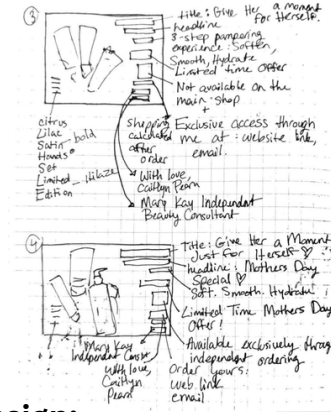 3
title: Give Her a moment
for Herself.
headline
3-step pampering
experience: Soften,
Smooth, Hydrate
Limited time Offer
Not available on the
main shop
+
Exclusive access through
me at: website link,
email.
citrus
Lilac
Satin - bold
Hands
Set
Limited
Edition
shipping
calculated
after
order
With love,
Caitlyn Pearn
Mary Kay Independent
Beauty Consultant
4
Title: Give Her a Moment
Just for Herself ♡
headline: Mothers Day
Special ♡
Soft. Smooth. Hydrate
Limited Time Mothers Day
Offer!
Available exclusively through
independent ordering
Order yours:
web link
email
Mary Kay
Independent Const
With love,
Caitlyn
Pearn